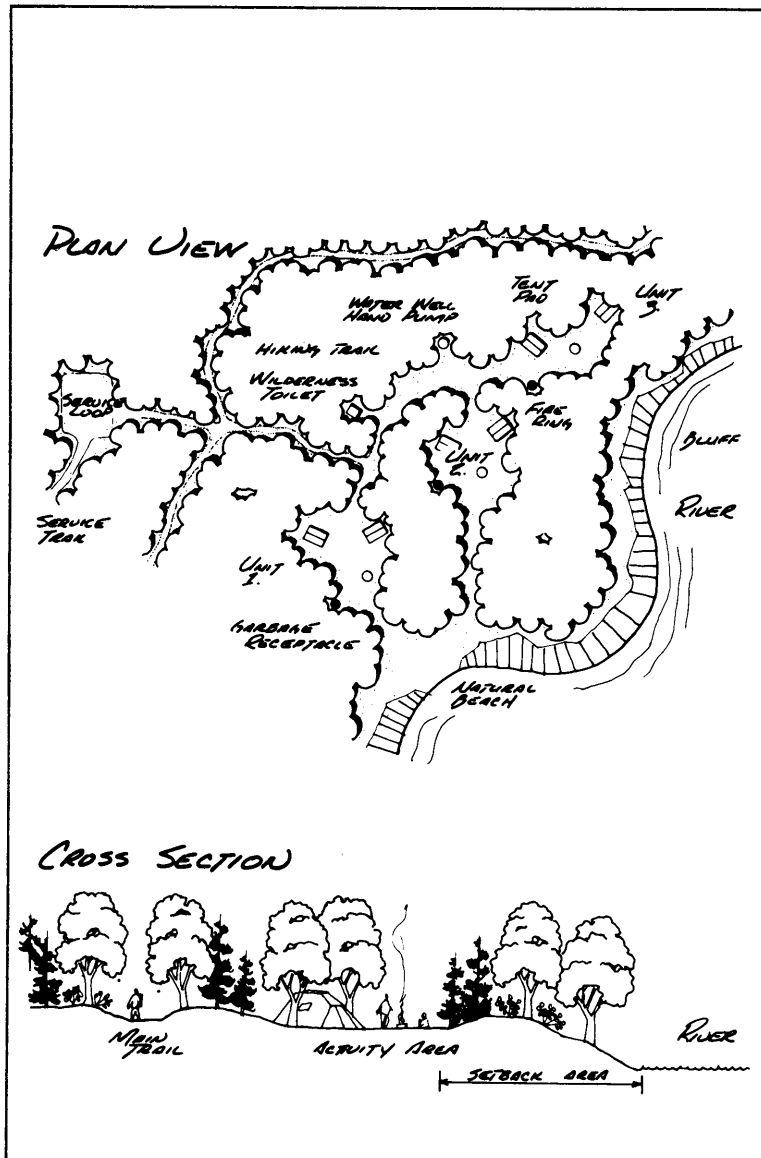 PLAN VIEW
WATER WELL
HAND PUMP
TENT
PAD
UNIT
3.
HIKING TRAIL
WILDERNESS
TOILET
SERVICE
LOOP
FIRE
RING
UNIT
2.
BLUFF
RIVER
SERVICE
TRAIL
UNIT
1.
GARBAGE
RECEPTACLE
NATURAL
BEACH
CROSS SECTION
MAIN
TRAIL
ACTIVITY AREA
RIVER
SETBACK AREA